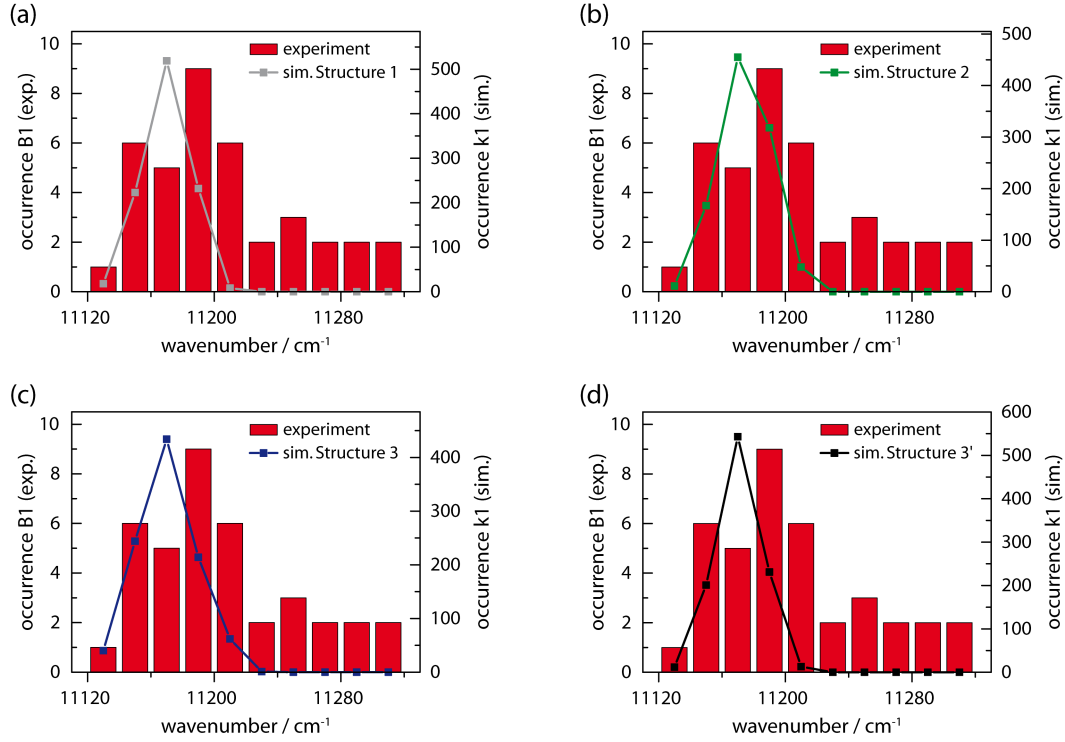 (a)
experiment
sim. Structure 1
10
8
6
4
2
0
500
400
300
200
100
0
11120
11200
11280
occurrence B1 (exp.)
occurrence k1 (sim.)
wavenumber / cm⁻¹
(b)
experiment
sim. Structure 2
10
8
6
4
2
0
500
400
300
200
100
0
11120
11200
11280
occurrence B1 (exp.)
occurrence k1 (sim.)
wavenumber / cm⁻¹
(c)
experiment
sim. Structure 3
10
8
6
4
2
0
400
300
200
100
0
11120
11200
11280
occurrence B1 (exp.)
occurrence k1 (sim.)
wavenumber / cm⁻¹
(d)
experiment
sim. Structure 3'
10
8
6
4
2
0
600
500
400
300
200
100
0
11120
11200
11280
occurrence B1 (exp.)
occurrence k1 (sim.)
wavenumber / cm⁻¹